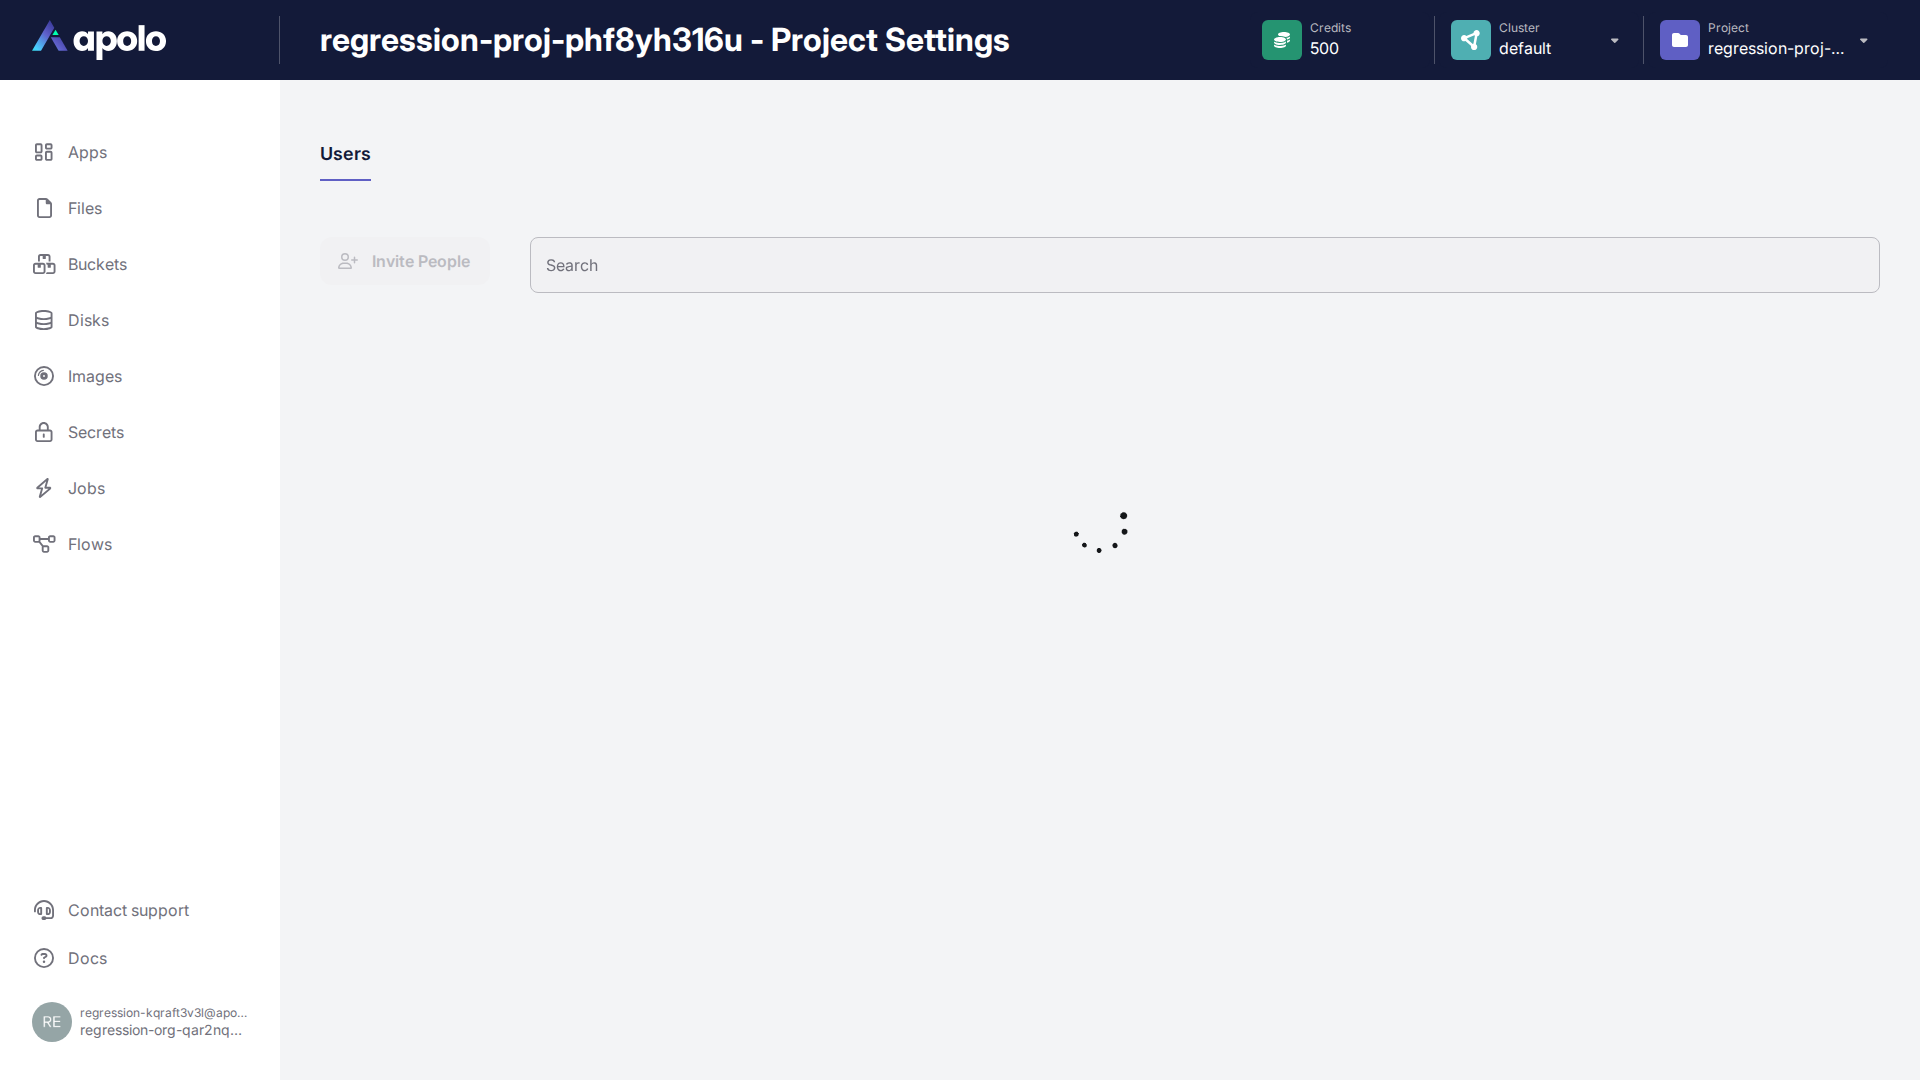 apolo
regression-proj-phf8yh316u - Project Settings
Credits
500
Cluster
default
Project
regression-proj-...
Apps
Files
Buckets
Disks
Images
Secrets
Jobs
Flows
Users
Invite People
Search
Contact support
Docs
RE
regression-kqraft3v3l@apo...
regression-org-qar2nq...